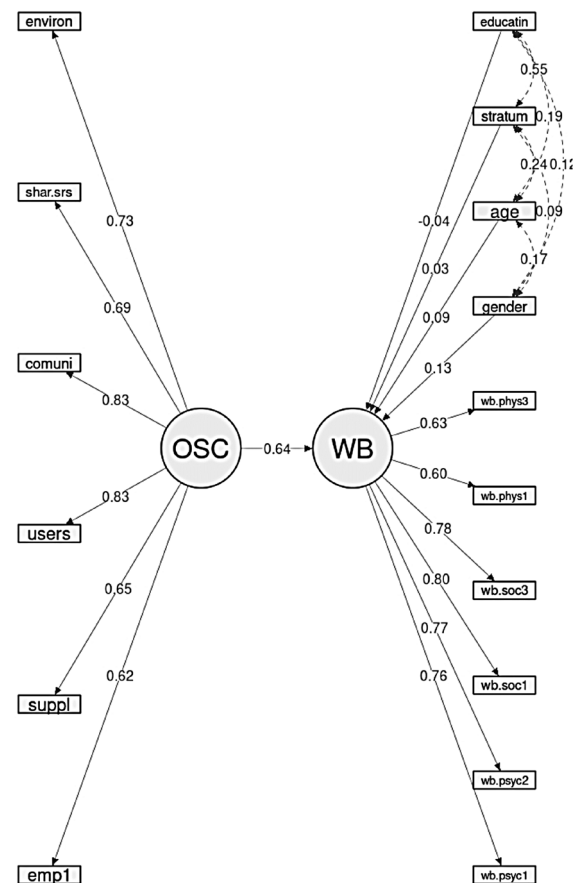 environ
educatin
0.55
stratum
0.19
0.24
0.12
shar.srs
0.73
-0.04
age
0.09
0.03
0.17
0.69
0.09
gender
comuni
0.13
0.83
wb.phys3
0.63
OSC
0.64
WB
0.60
0.83
wb.phys1
users
0.78
0.65
0.80
wb.soc3
0.77
0.62
0.76
wb.soc1
suppl
wb.psyc2
emp1
wb.psyc1